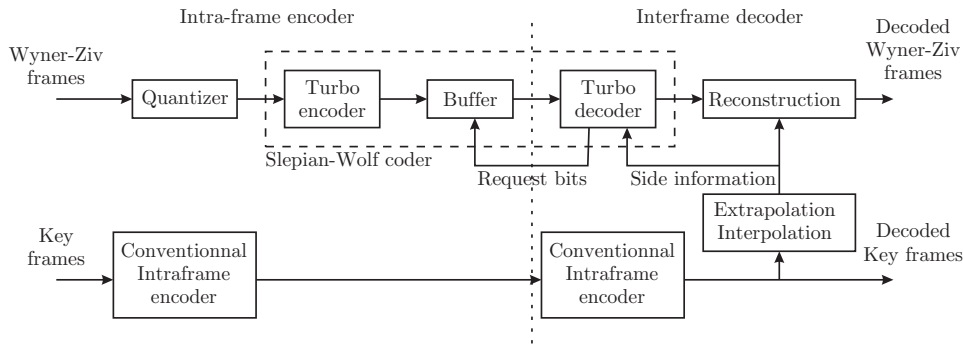 Intra-frame encoder
Interframe decoder
Wyner-Ziv
frames
Quantizer
Turbo
encoder
Buffer
Turbo
decoder
Reconstruction
Decoded
Wyner-Ziv
frames
Slepian-Wolf coder
Request bits
Side information
Extrapolation
Interpolation
Key
frames
Conventionnal
Intraframe
encoder
Conventionnal
Intraframe
encoder
Decoded
Key frames